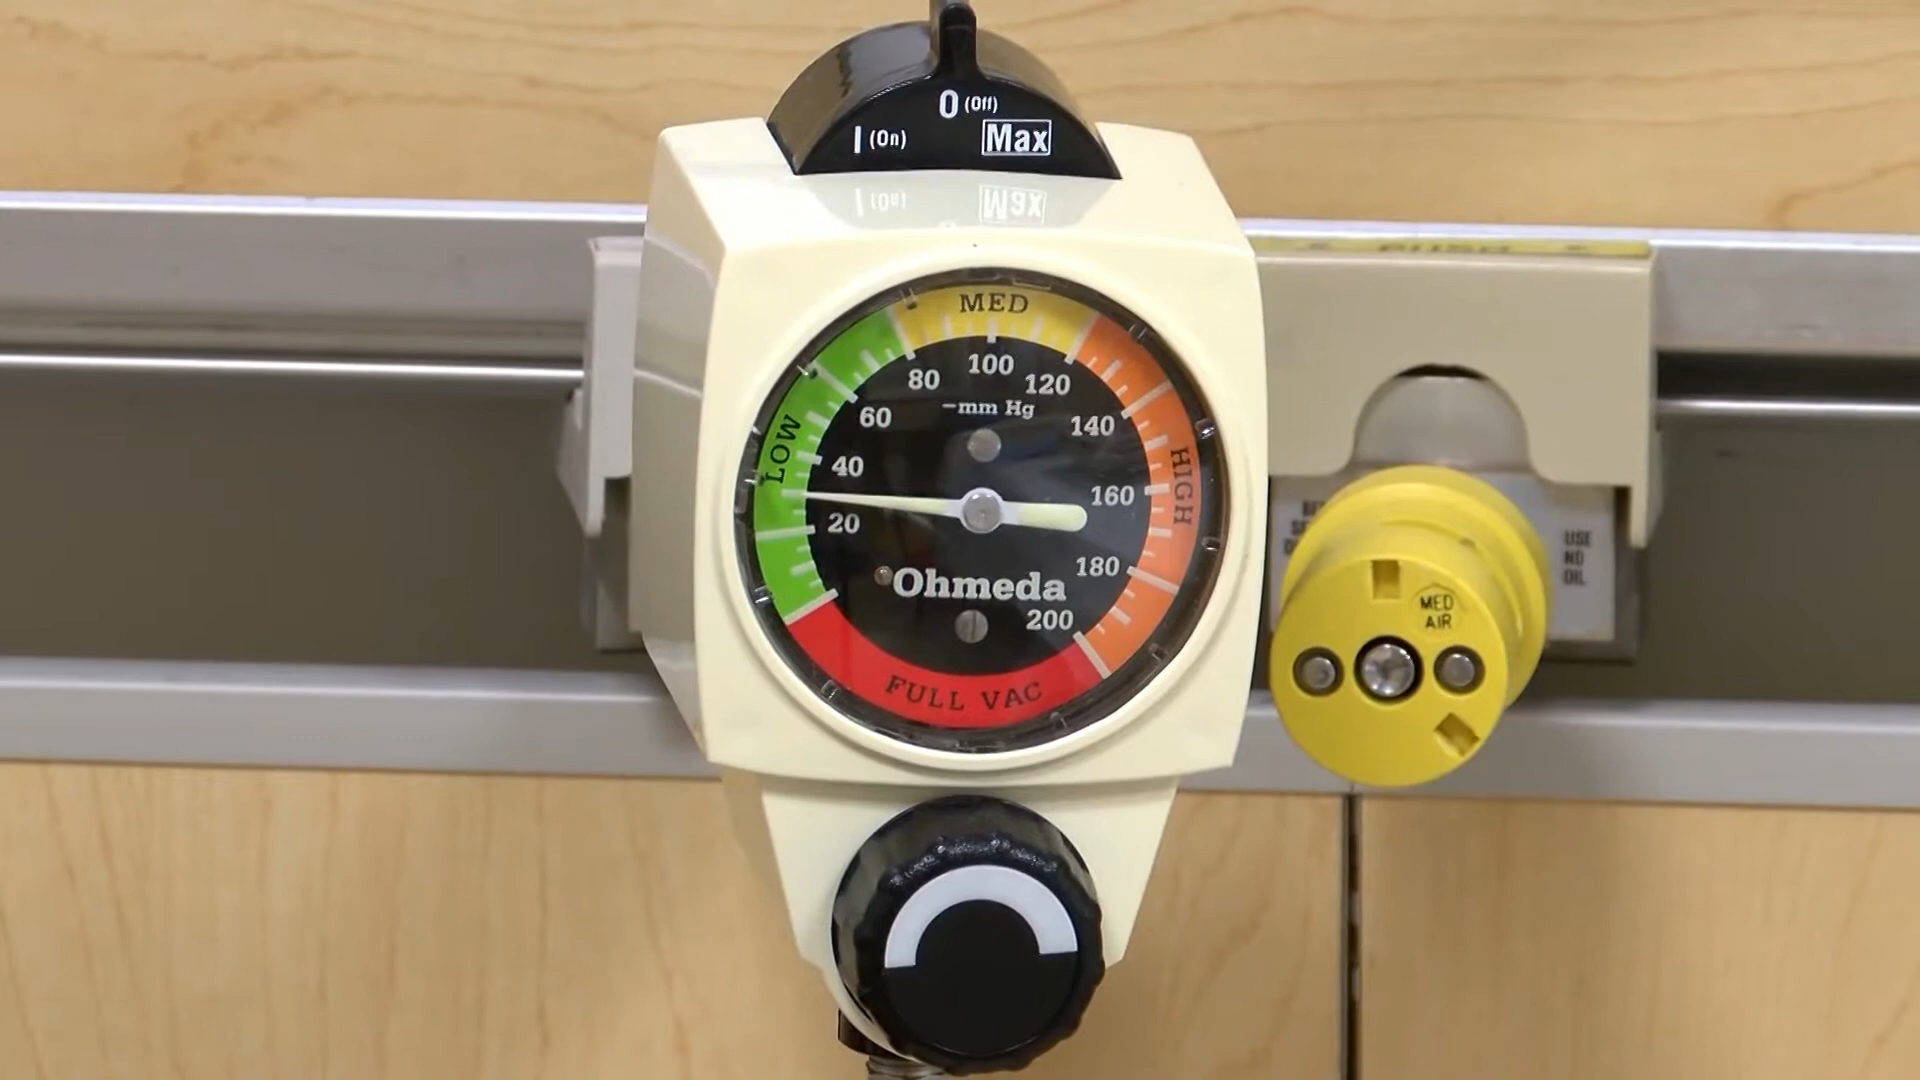 0 (Off)
I (On)
Max
MED
LOW
HIGH
80
100
120
60
-mm Hg
140
40
160
20
180
Ohmeda
200
FULL VAC
MED
AIR
USE
NO
OIL